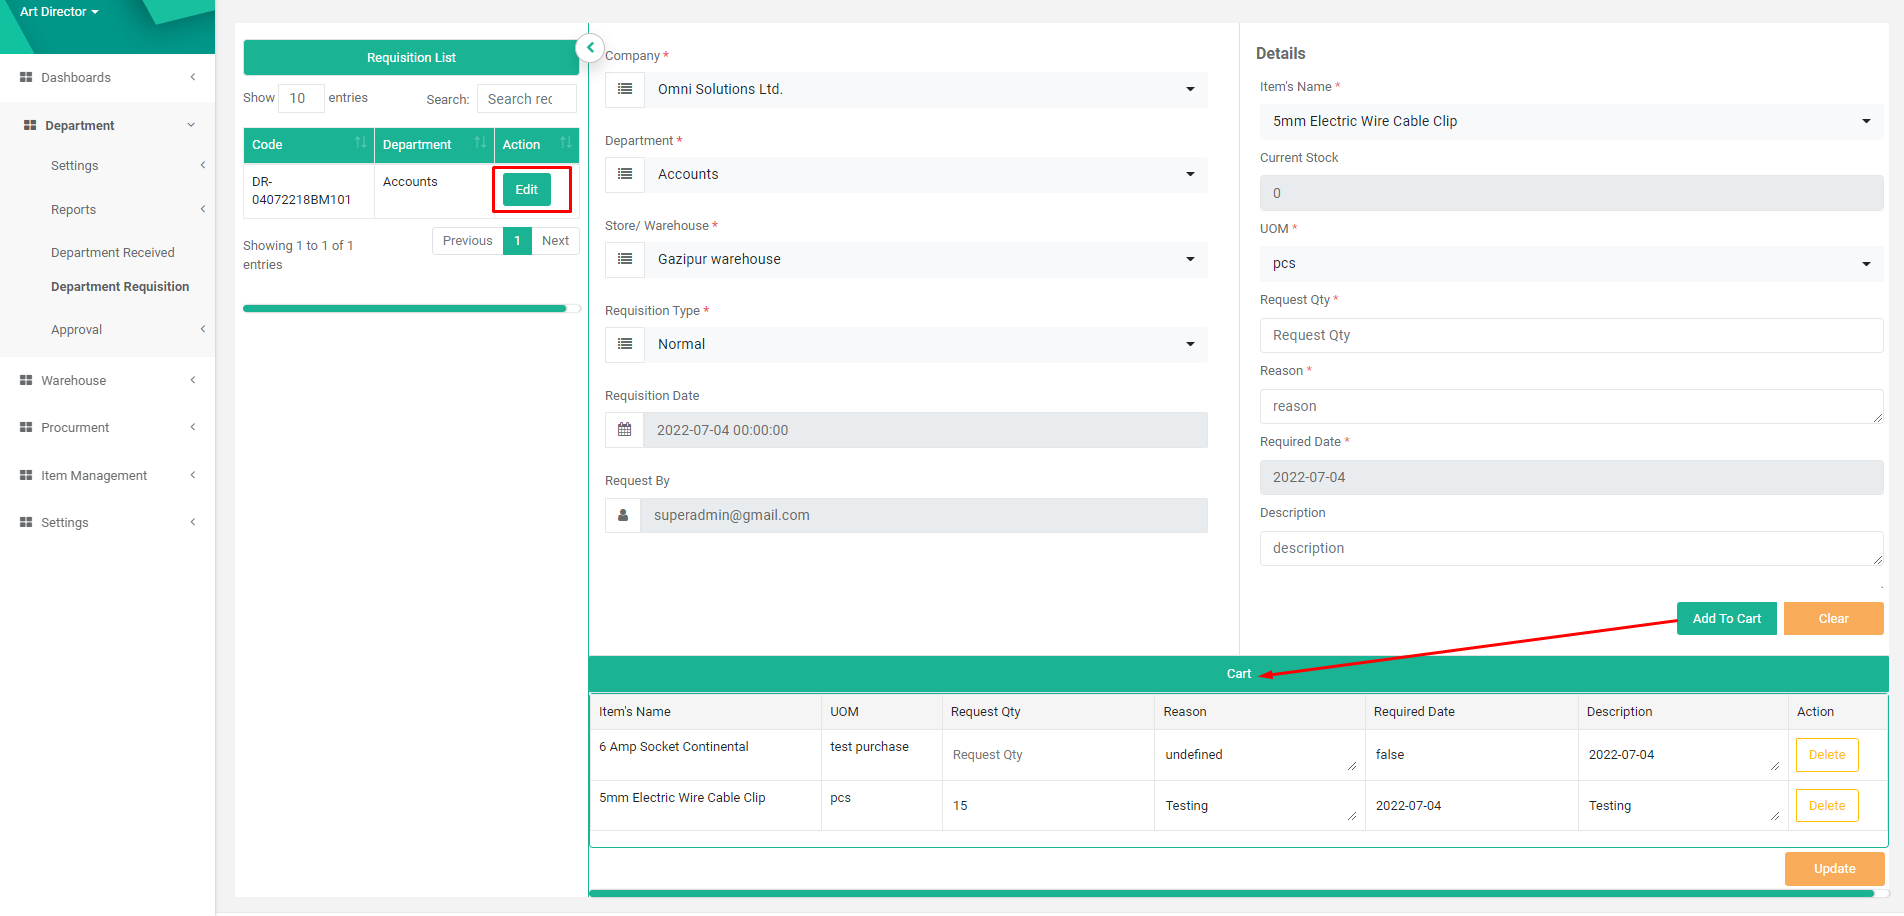 Art Director
Dashboards
Department
Settings
Reports
Department Received
Department Requisition
Approval
Warehouse
Procurment
Item Management
Settings
Requisition List
Show 10 entries
Search: Search rec
Code Department Action
DR-
04072218BM101
Accounts
Edit
Showing 1 to 1 of 1
entries
Previous 1 Next
Company *
Omni Solutions Ltd.
Department *
Accounts
Store/ Warehouse *
Gazipur warehouse
Requisition Type *
Normal
Requisition Date
2022-07-04 00:00:00
Request By
superadmin@gmail.com
Details
Item's Name *
5mm Electric Wire Cable Clip
Current Stock
0
UOM *
pcs
Request Qty *
Request Qty
Reason *
reason
Required Date *
2022-07-04
Description
description
.
Add To Cart Clear
Cart
Item's Name UOM Request Qty Reason Required Date Description Action
6 Amp Socket Continental test purchase Request Qty undefined false 2022-07-04 Delete
5mm Electric Wire Cable Clip pcs 15 Testing 2022-07-04 Testing Delete
Update